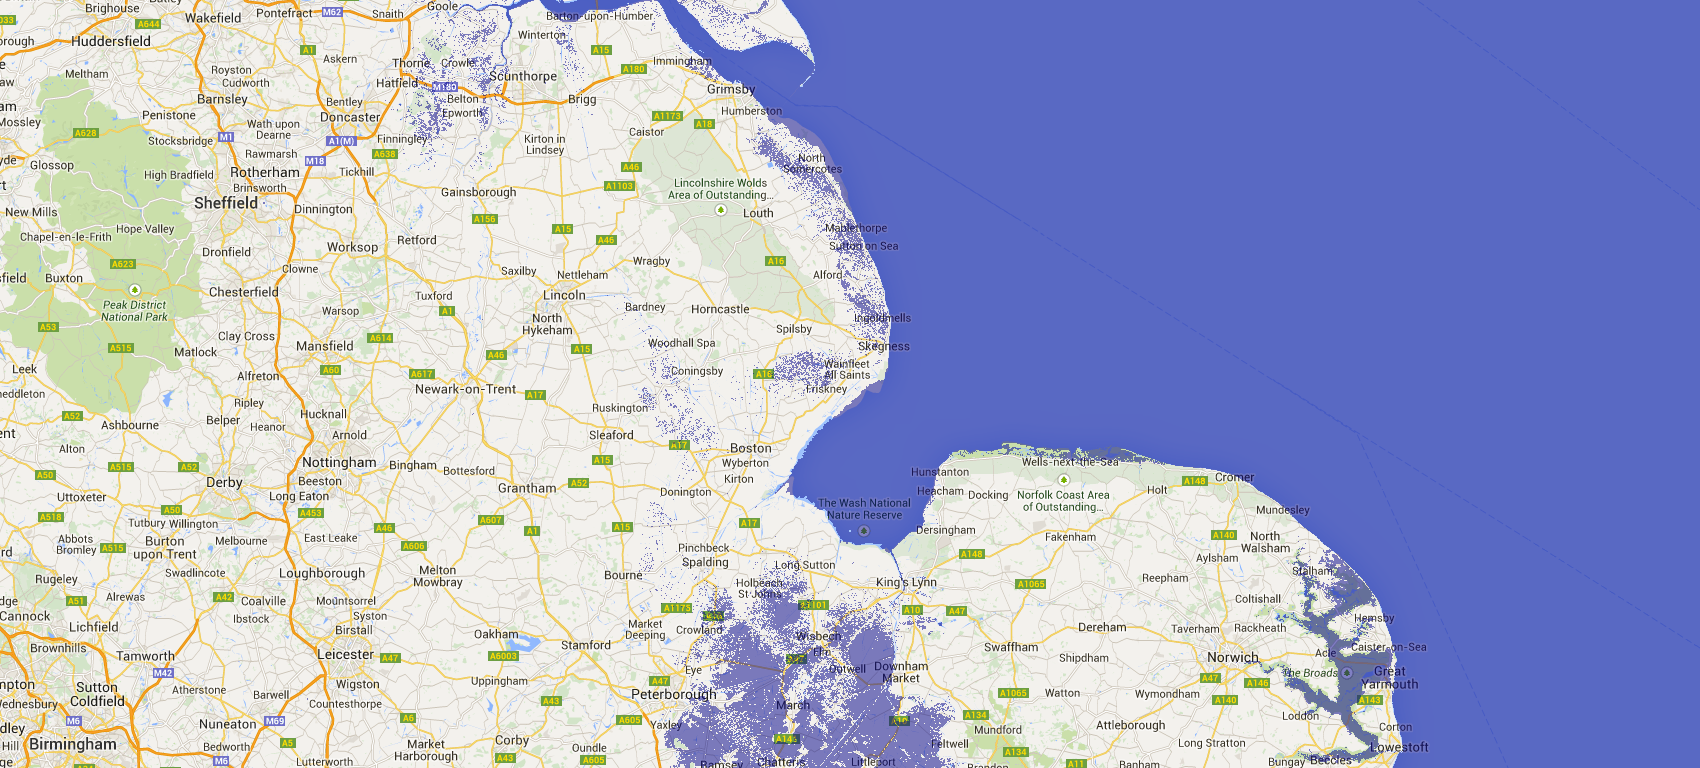 Brighouse
Wakefield
Pontefract
M62
Snaith
Goole
Barton-upon-Humber
A644
Huddersfield
A1
Askern
Thorne
Crowle
Winterton
A15
Immingham
Meltham
Royston
Cudworth
Hatfield
M180
Scunthorpe
A180
Grimsby
Barnsley
Bentley
Belton
Brigg
Humberston
Mossley
Penistone
Doncaster
Epworth
A1173
A18
A628
Wath upon
Dearne
Caistor
Stocksbridge
M1
A1(M)
Finningley
Kirton in
Lindsey
Glossop
Rawmarsh
M18
A638
A46
North
Somercotes
High Bradfield
Rotherham
Tickhill
Brinsworth
Gainsborough
A1103
Lincolnshire Wolds
Area of Outstanding...
New Mills
Sheffield
Dinnington
A156
Louth
Hope Valley
A15
Mablethorpe
Chapel-en-le-Frith
Dronfield
Worksop
Retford
A46
Sutton on Sea
A623
Clowne
Saxilby
Nettleham
Wragby
A16
Alford
Buxton
Chesterfield
Tuxford
Lincoln
Peak District
National Park
Warsop
A1
Bardney
Horncastle
Ingoldmells
A53
Clay Cross
A614
North
Hykeham
Spilsby
A515
Matlock
Mansfield
A46
A15
Woodhall Spa
Skegness
Leek
Alfreton
A60
A617
Coningsby
A16
Wainfleet
All Saints
Newark-on-Trent
A17
Friskney
Ripley
Hucknall
Ruskington
A52
Ashbourne
Belper
Heanor
Arnold
Sleaford
A17
Boston
Alton
Nottingham
Bingham
Bottesford
A15
Wyberton
Kirton
A50
A515
A52
Derby
Beeston
Long Eaton
Grantham
A52
Donington
Uttoxeter
A50
A453
A607
A518
Tutbury
Willington
A46
A1
A15
A17
Abbots
Bromley
A515
Burton
upon Trent
Melbourne
East Leake
A606
Pinchbeck
Spalding
Long Sutton
Rugeley
Swadlincote
Loughborough
Melton
Mowbray
Bourne
Holbeach
St Johns
King's Lynn
Hunstanton
Heacham
Docking
Wells-next-the-Sea
Norfolk Coast Area
of Outstanding...
Holt
A148
Cromer
The Wash National
Nature Reserve
Dersingham
Fakenham
A148
Mundesley
A140
North
Walsham
Aylsham
Stalham
Reepham
A1065
Coltishall
Hemsby
A51
Alrewas
A42
Coalville
Ibstock
Mountsorrel
Syston
Birstall
A1175
A1101
A10
A47
Cannock
Lichfield
Oakham
Stamford
Market
Deeping
Crowland
Wisbech
Elm
Dereham
Taverham
Rackheath
Brownhills
Tamworth
Leicester
A47
A6003
Eye
Outwell
Downham
Market
Swaffham
Shipdham
Norwich
Acle
Caister-on-Sea
M42
Wigston
Uppingham
A47
The Broads
Great
Yarmouth
Sutton
Coldfield
Atherstone
Barwell
Countesthorpe
A43
Peterborough
March
A1065
Watton
Wymondham
A47
A146
A140
A143
M6
Nuneaton
M69
A6
A605
Yaxley
A10
A134
Mundford
Attleborough
Loddon
Corton
Birmingham
Bedworth
A5
Market
Harborough
Corby
Oundle
Feltwell
A134
Long Stratton
Lowestoft
M6
Lutterworth
A43
A605
Ramsey
Chatteris
Littleport
Brandon
A11
Banham
Bungay
Beccles